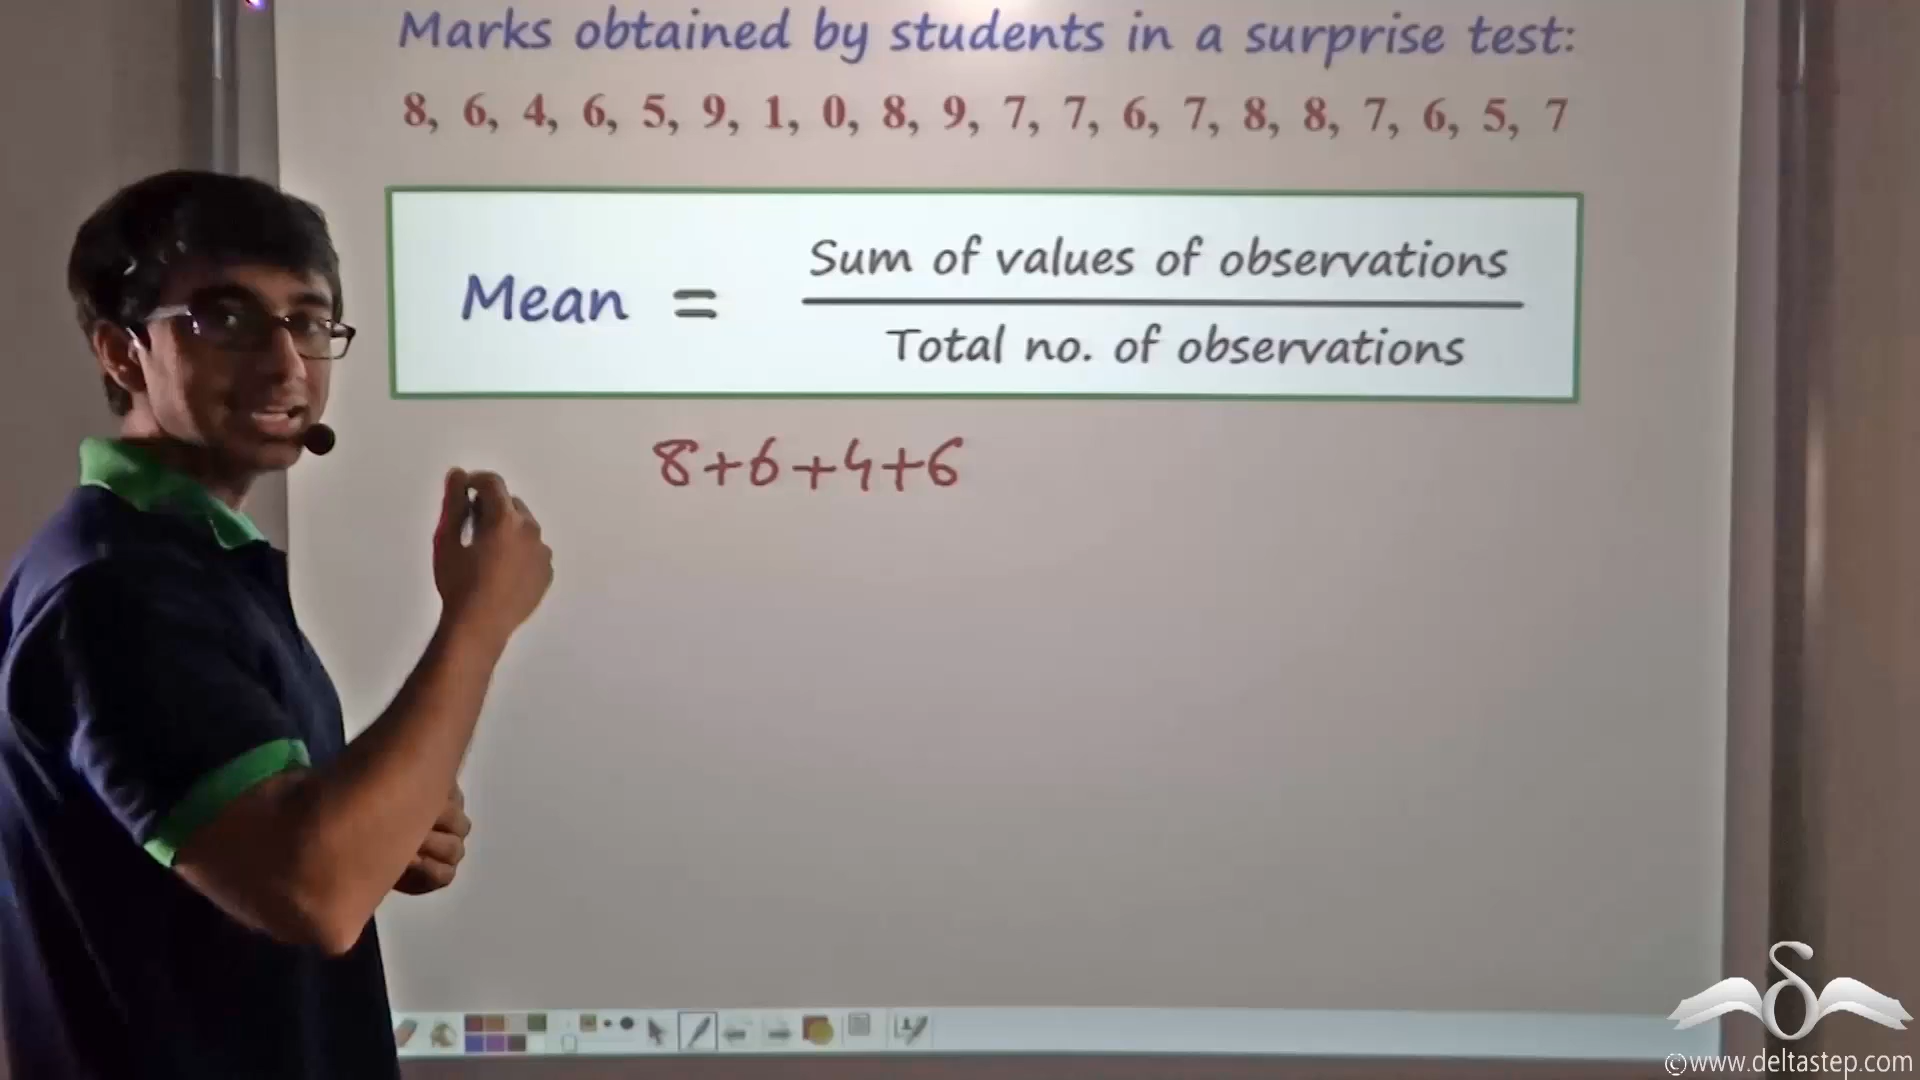 Marks obtained by students in a surprise test:
8, 6, 4, 6, 5, 9, 1, 0, 8, 9, 7, 7, 6, 7, 8, 8, 7, 6, 5, 7
Mean = Sum of values of observations
Total no. of observations
8+6+4+6
©www.deltastep.com